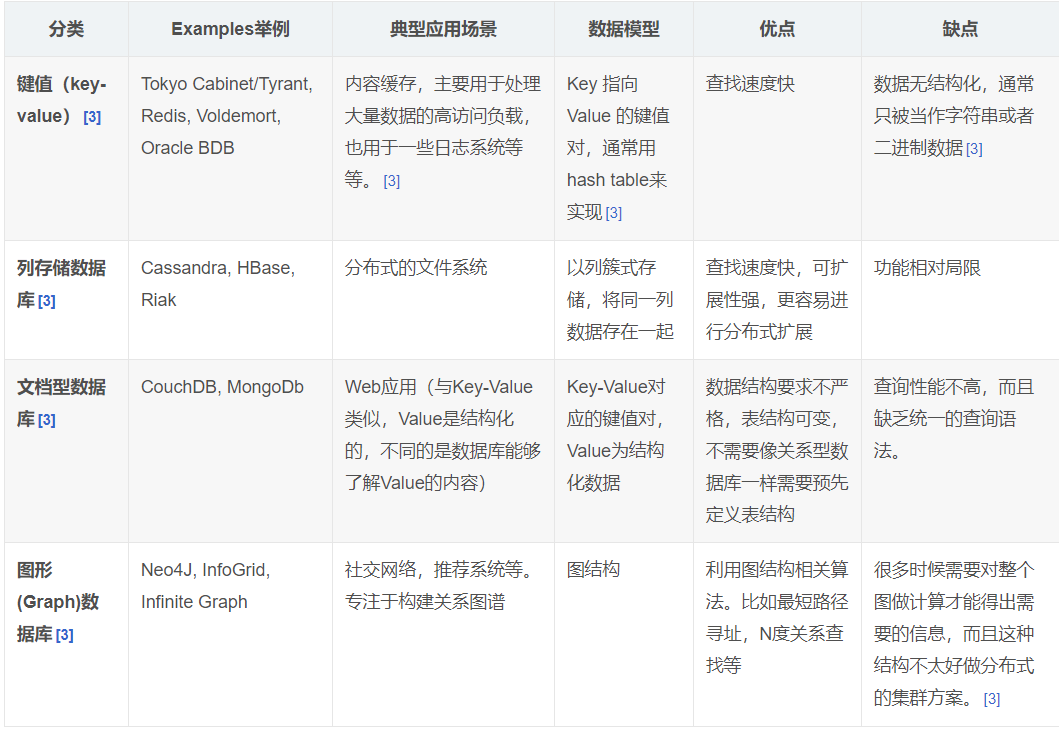 分类 Examples举例 典型应用场景 数据模型 优点 缺点
键值（key-
value） [3]
Tokyo Cabinet/Tyrant,
Redis, Voldemort,
Oracle BDB
内容缓存，主要用于处理
大量数据的高访问负载，
也用于一些日志系统等
等。 [3]
Key 指向
Value 的键值
对，通常用
hash table来
实现 [3]
查找速度快
数据无结构化，通常
只被当作字符串或者
二进制数据 [3]
列存储数据
库 [3]
Cassandra, HBase,
Riak
分布式的文件系统
以列簇式存
储，将同一列
数据存在一起
查找速度快，可扩
展性强，更容易进
行分布式扩展
功能相对局限
文档型数据
库 [3]
CouchDB, MongoDb
Web应用（与Key-Value
类似，Value是结构化
的，不同的是数据库能够
了解Value的内容）
Key-Value对
应的键值对，
Value为结构
化数据
数据结构要求不严
格，表结构可变，
不需要像关系型数
据库一样需要预先
定义表结构
查询性能不高，而且
缺乏统一的查询语
法。
图形
(Graph)数
据库 [3]
Neo4J, InfoGrid,
Infinite Graph
社交网络，推荐系统等。
专注于构建关系图谱
图结构
利用图结构相关算
法。比如最短路径
寻址，N度关系查
找等
很多时候需要对整个
图做计算才能得出需
要的信息，而且这种
结构不太好做分布式
的集群方案。 [3]